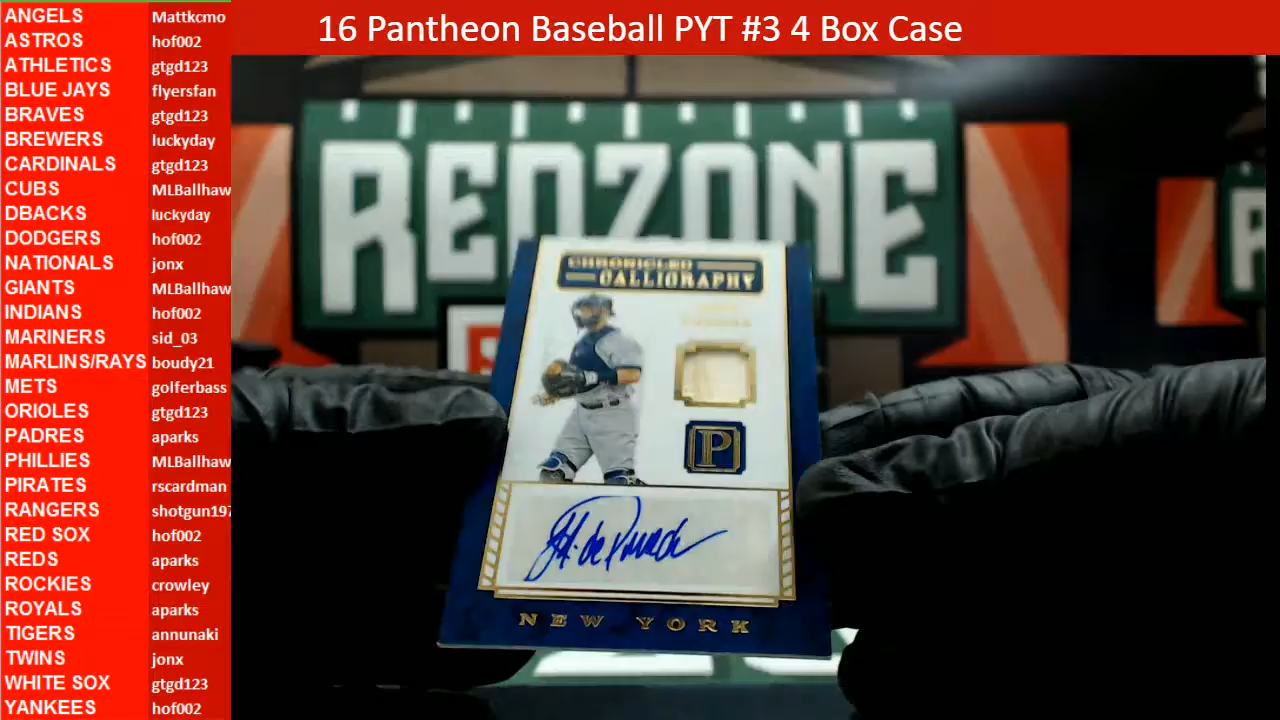 16 Pantheon Baseball PYT #3 4 Box Case
ANGELS Mattkcmo
ASTROS hof002
ATHLETICS gtgd123
BLUE JAYS flyersfan
BRAVES gtgd123
BREWERS luckyday
CARDINALS gtgd123
CUBS MLBallhaw
DBACKS luckyday
DODGERS hof002
NATIONALS jonx
GIANTS MLBallhaw
INDIANS hof002
MARINERS sid_03
MARLINS/RAYS boudy21
METS golferbass
ORIOLES gtgd123
PADRES aparks
PHILLIES MLBallhaw
PIRATES rscardman
RANGERS shotgun197
RED SOX hof002
REDS aparks
ROCKIES crowley
ROYALS aparks
TIGERS annunaki
TWINS jonx
WHITE SOX gtgd123
YANKEES hof002
REDZONE
CHRONICLED
CALLIGRAPHY
P
NEW YORK